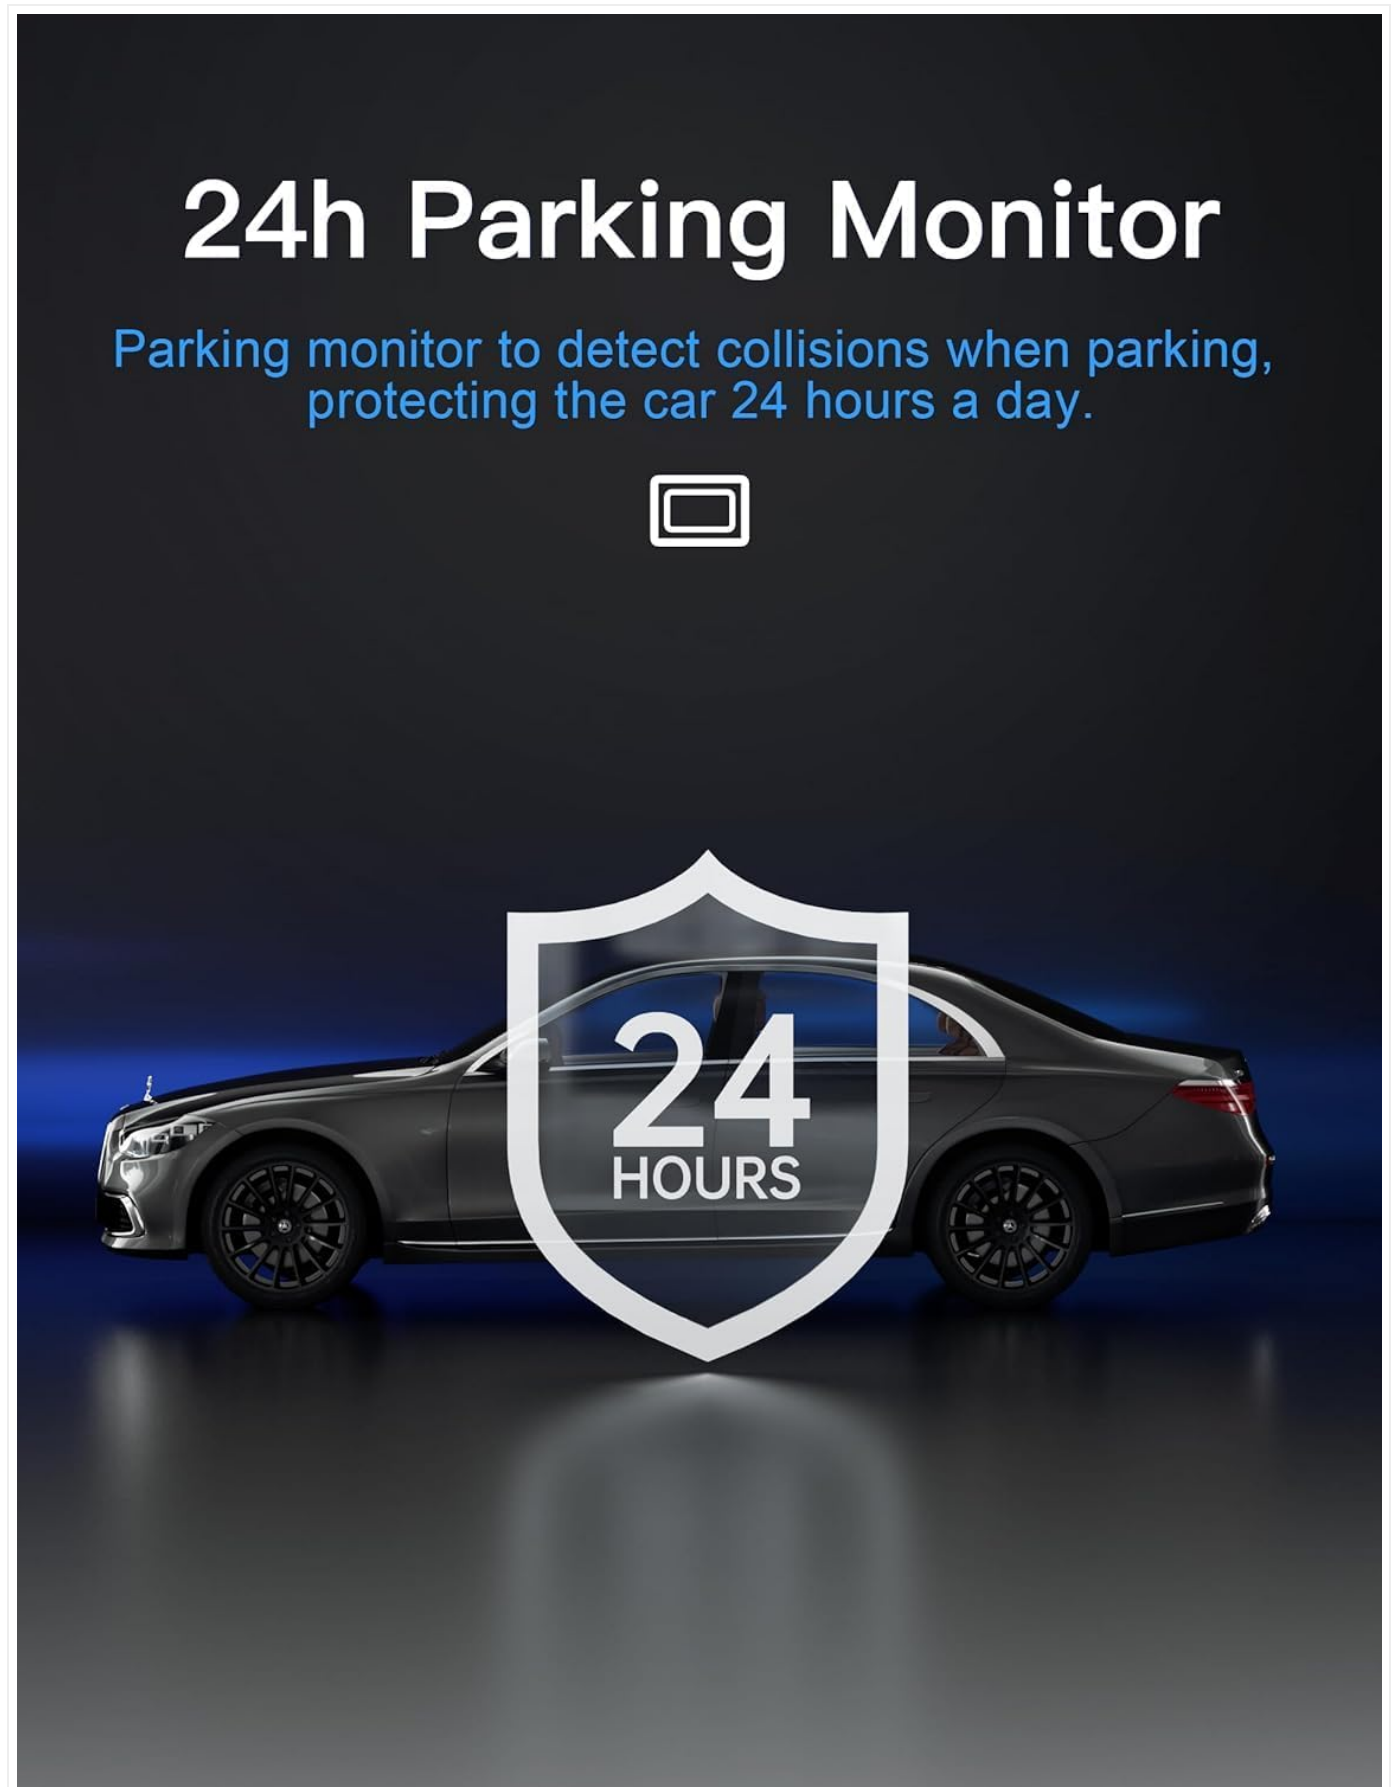 24h Parking Monitor
Parking monitor to detect collisions when parking,
protecting the car 24 hours a day.
24
HOURS